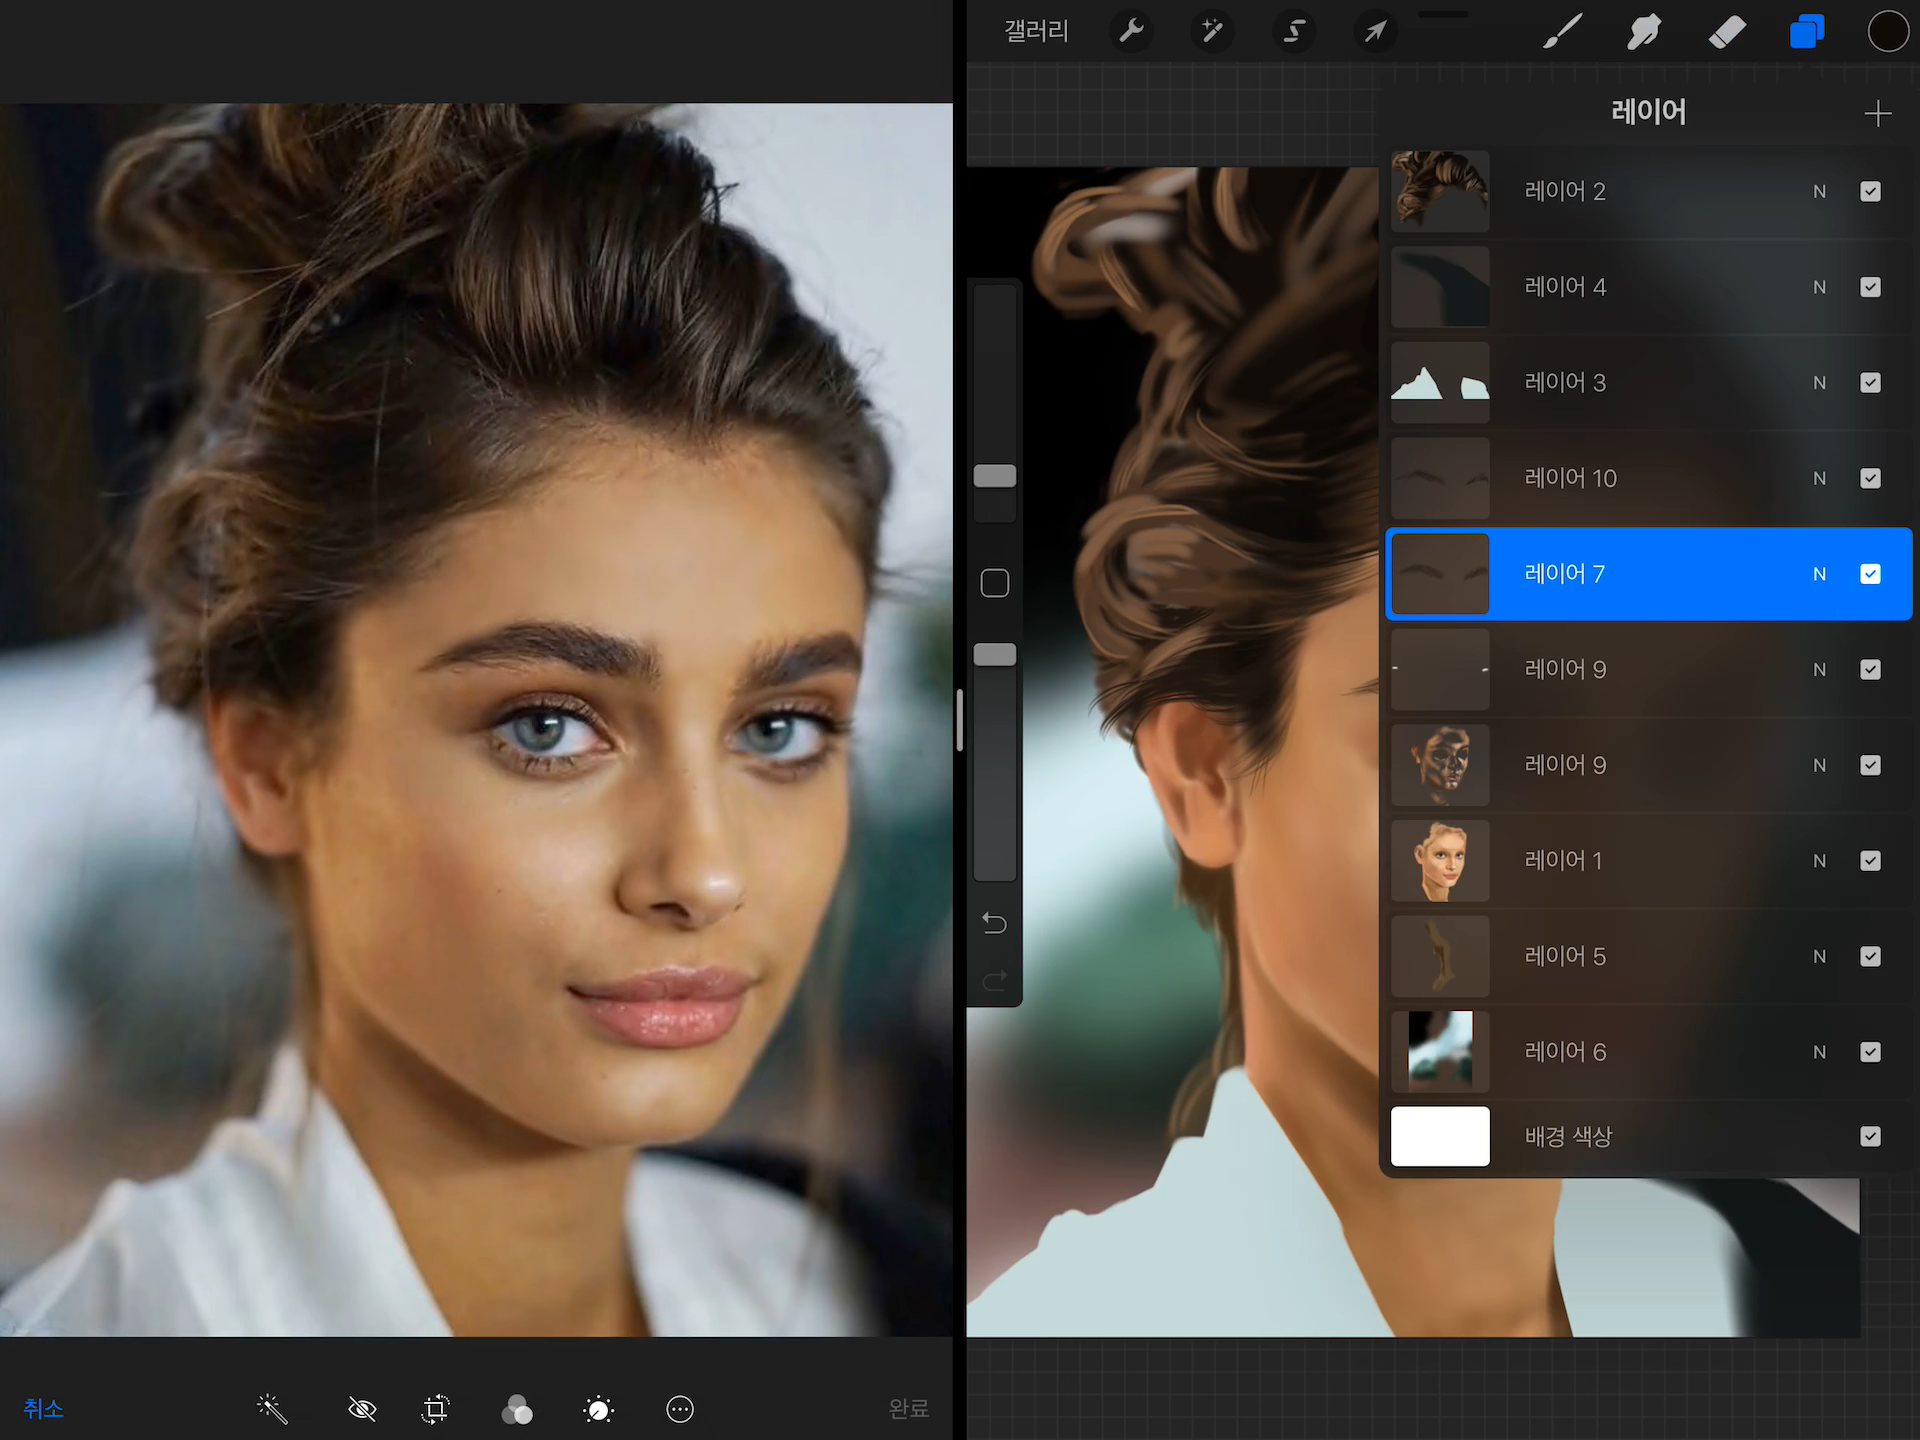 갤러리
레이어
레이어 2 N
레이어 4 N
레이어 3 N
레이어 10 N
레이어 7 N
레이어 9 N
레이어 9 N
레이어 1 N
레이어 5 N
레이어 6 N
배경 색상
취소
완료